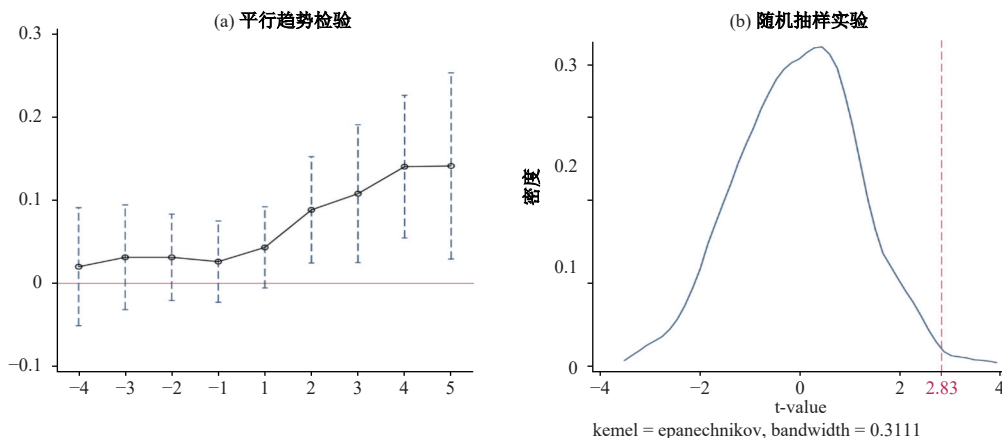 (a) 平行趋势检验
0.3
0.2
0.1
0
−0.1
−4 −3 −2 −1 1 2 3 4 5
(b) 随机抽样实验
密度
0.3
0.2
0.1
0
−4 −2 0 2 2.83 4
t-value
kemel = epanechnikov, bandwidth = 0.3111